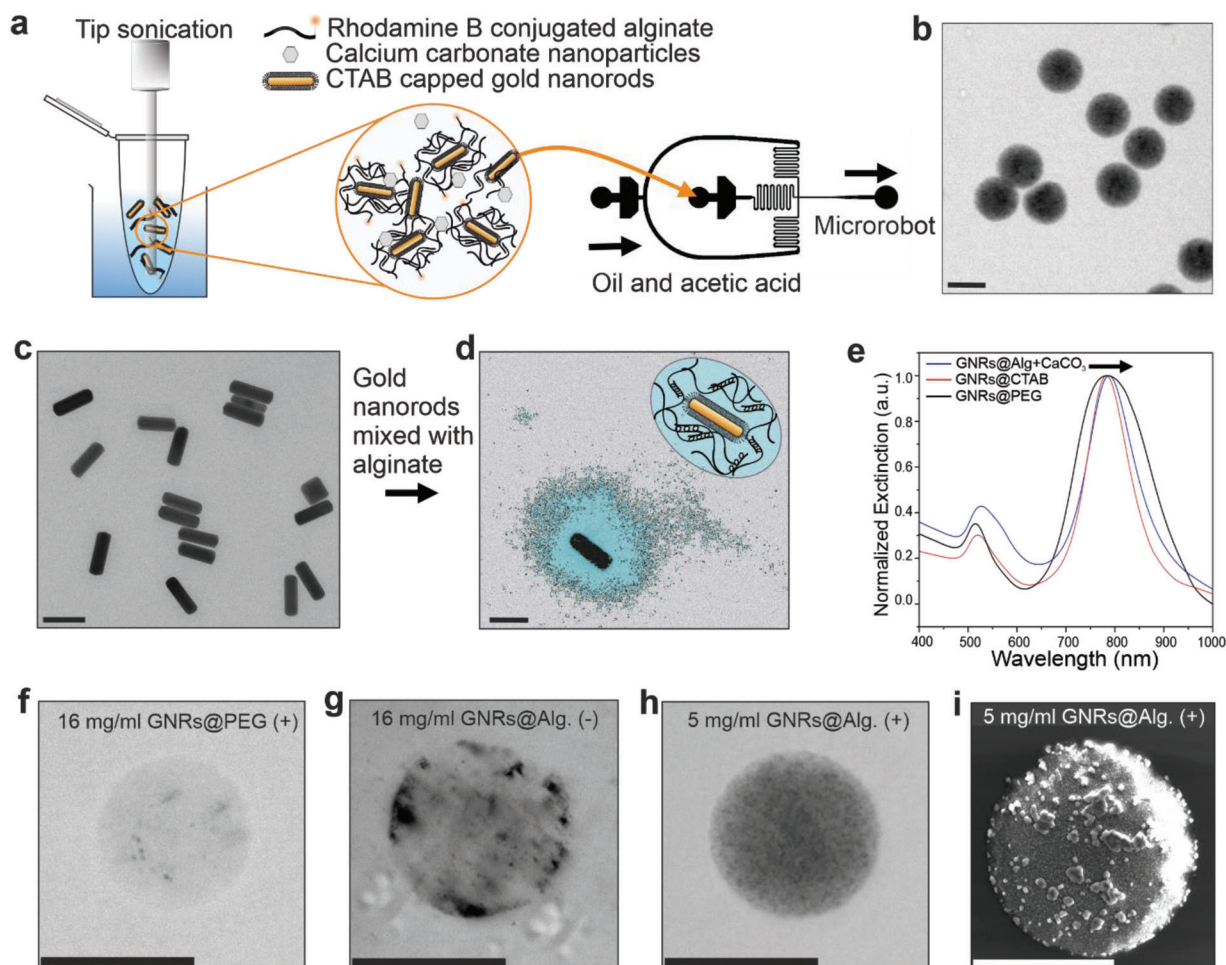 a
Tip sonication
Rhodamine B conjugated alginate
Calcium carbonate nanoparticles
CTAB capped gold nanorods
Microrobot
Oil and acetic acid
b
c
Gold
nanorods
mixed with
alginate
d
e
GNRs@Alg+CaCO₃
GNRs@CTAB
GNRs@PEG
Normalized Exctinction (a.u.)
1.0
0.8
0.6
0.4
0.2
0.0
400 500 600 700 800 900 1000
Wavelength (nm)
f
16 mg/ml GNRs@PEG (+)
g
16 mg/ml GNRs@Alg. (-)
h
5 mg/ml GNRs@Alg. (+)
i
5 mg/ml GNRs@Alg. (+)